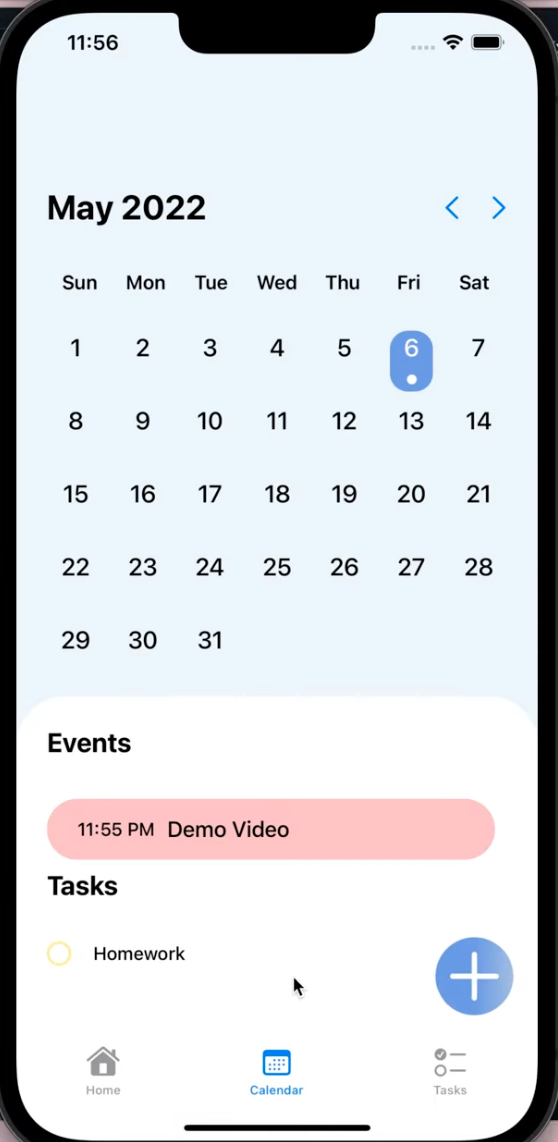 11:56
May 2022
Sun Mon Tue Wed Thu Fri Sat
1 2 3 4 5 6 7
8 9 10 11 12 13 14
15 16 17 18 19 20 21
22 23 24 25 26 27 28
29 30 31
Events
11:55 PM Demo Video
Tasks
Homework
Home Calendar Tasks